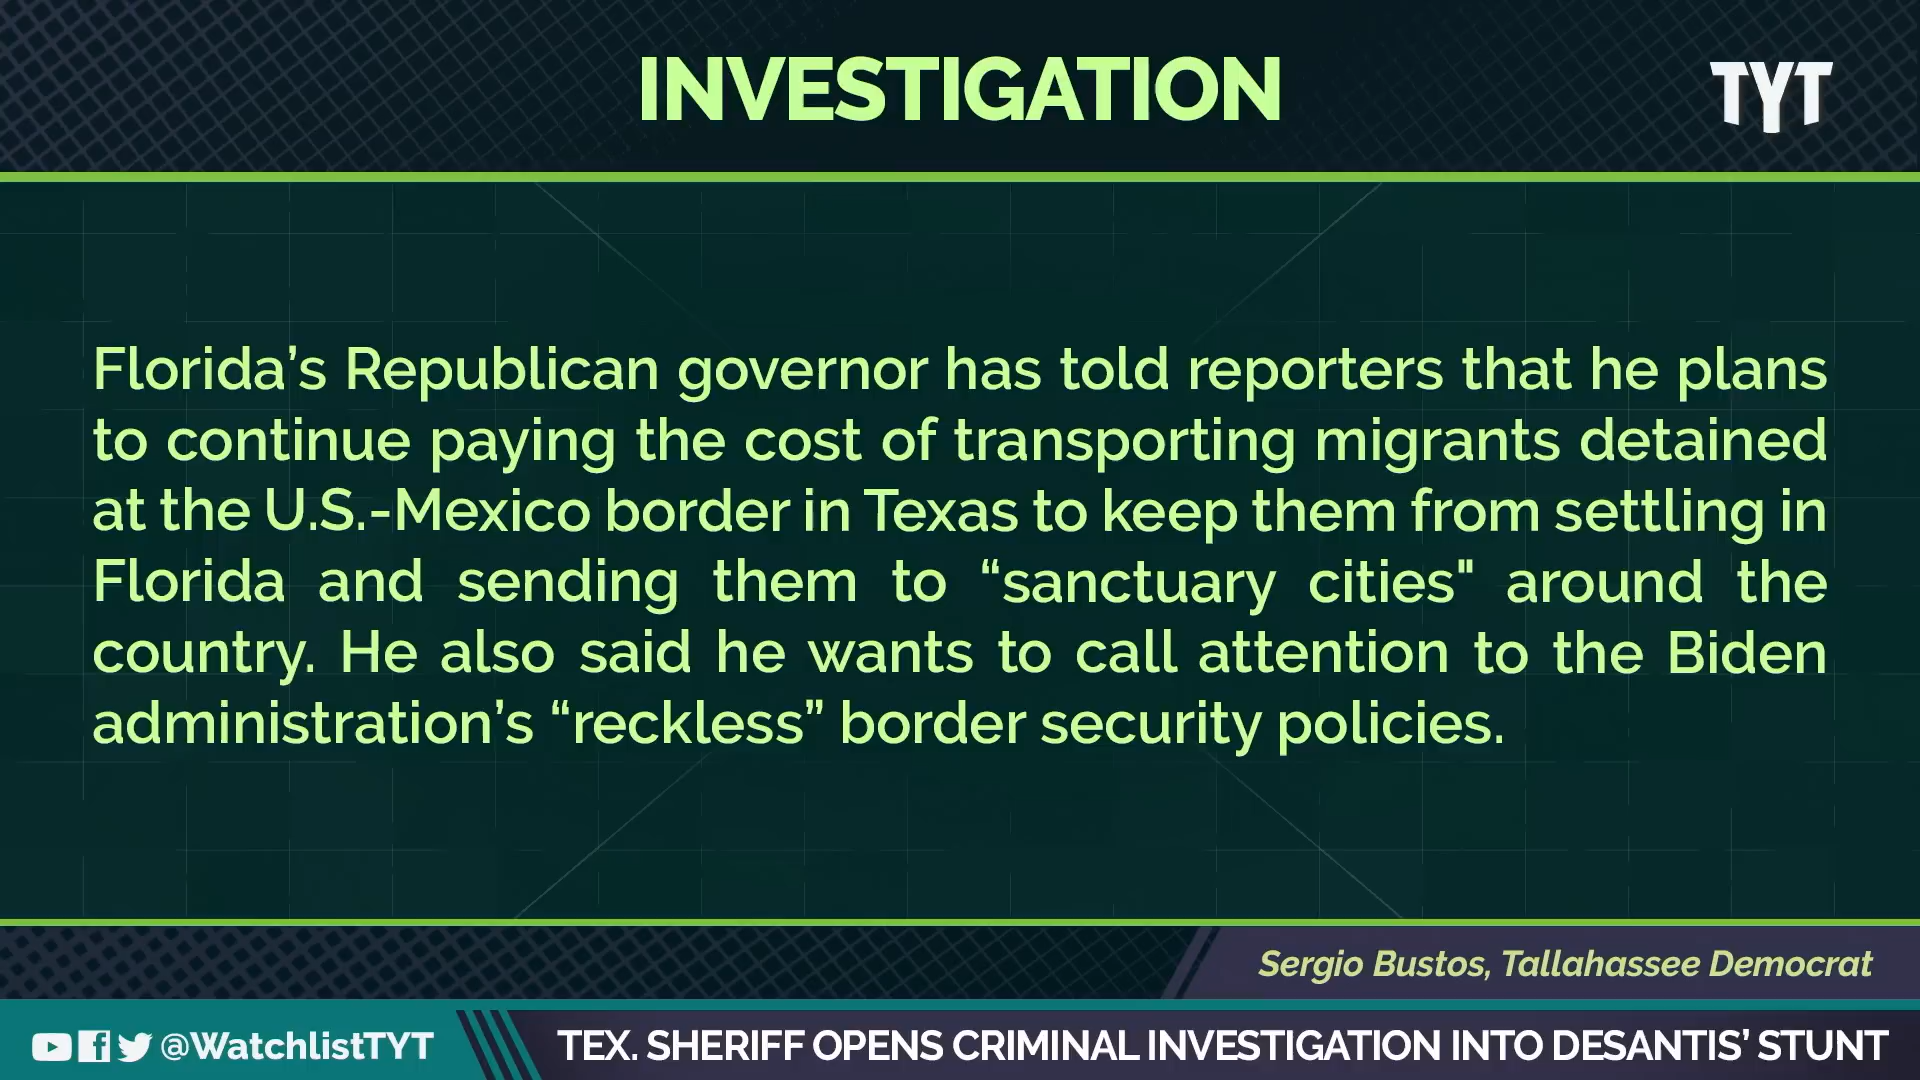 INVESTIGATION
TYT
Florida’s Republican governor has told reporters that he plans
to continue paying the cost of transporting migrants detained
at the U.S.-Mexico border in Texas to keep them from settling in
Florida and sending them to “sanctuary cities" around the
country. He also said he wants to call attention to the Biden
administration’s “reckless” border security policies.
Sergio Bustos, Tallahassee Democrat
@WatchlistTYT
TEX. SHERIFF OPENS CRIMINAL INVESTIGATION INTO DESANTIS’ STUNT